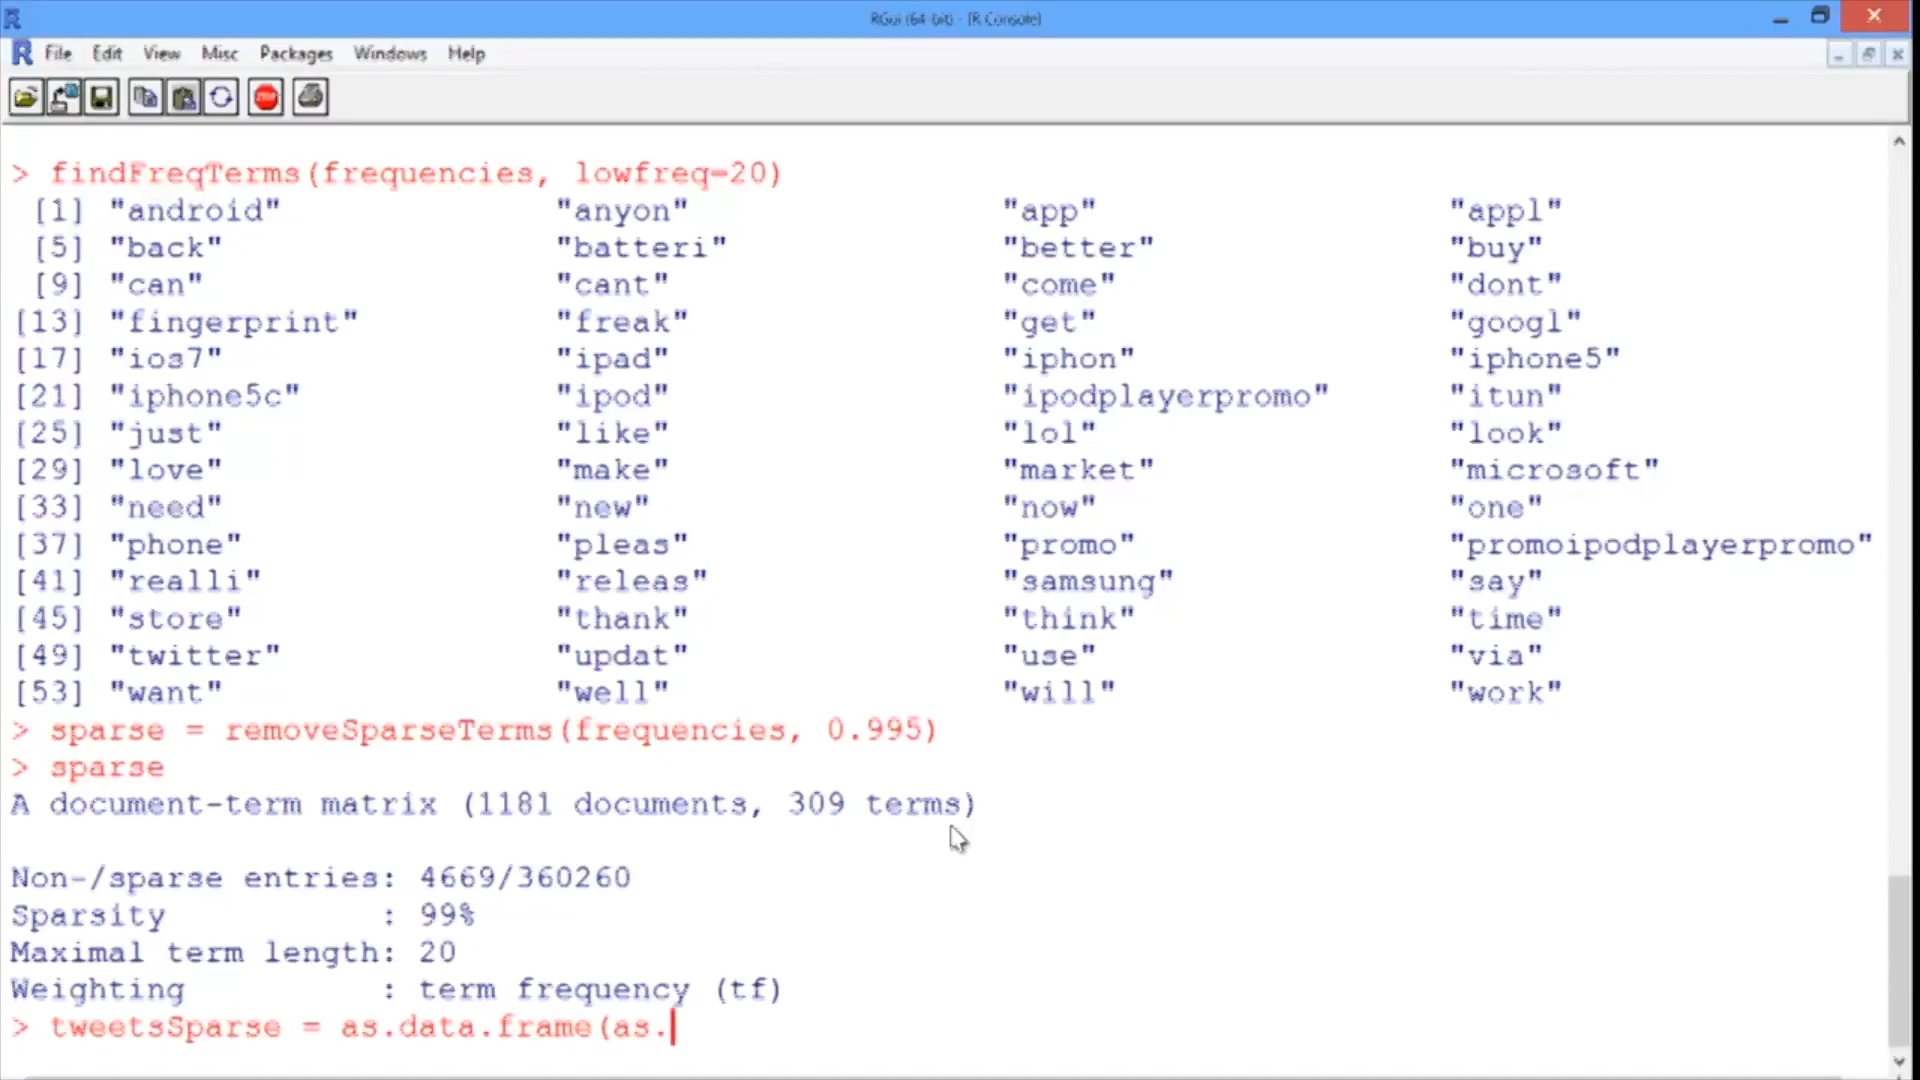 RGui (64-bit) - [R Console]
File Edit View Misc Packages Windows Help
STOP
> findFreqTerms(frequencies, lowfreq=20)
[1] "android" "anyon" "app" "appl"
[5] "back" "batteri" "better" "buy"
[9] "can" "cant" "come" "dont"
[13] "fingerprint" "freak" "get" "googl"
[17] "ios7" "ipad" "iphon" "iphone5"
[21] "iphone5c" "ipod" "ipodplayerpromo" "itun"
[25] "just" "like" "lol" "look"
[29] "love" "make" "market" "microsoft"
[33] "need" "new" "now" "one"
[37] "phone" "pleas" "promo" "promoipodplayerpromo"
[41] "realli" "releas" "samsung" "say"
[45] "store" "thank" "think" "time"
[49] "twitter" "updat" "use" "via"
[53] "want" "well" "will" "work"
> sparse = removeSparseTerms(frequencies, 0.995)
> sparse
A document-term matrix (1181 documents, 309 terms)
Non-/sparse entries: 4669/360260
Sparsity : 99%
Maximal term length: 20
Weighting : term frequency (tf)
> tweetsSparse = as.data.frame(as.